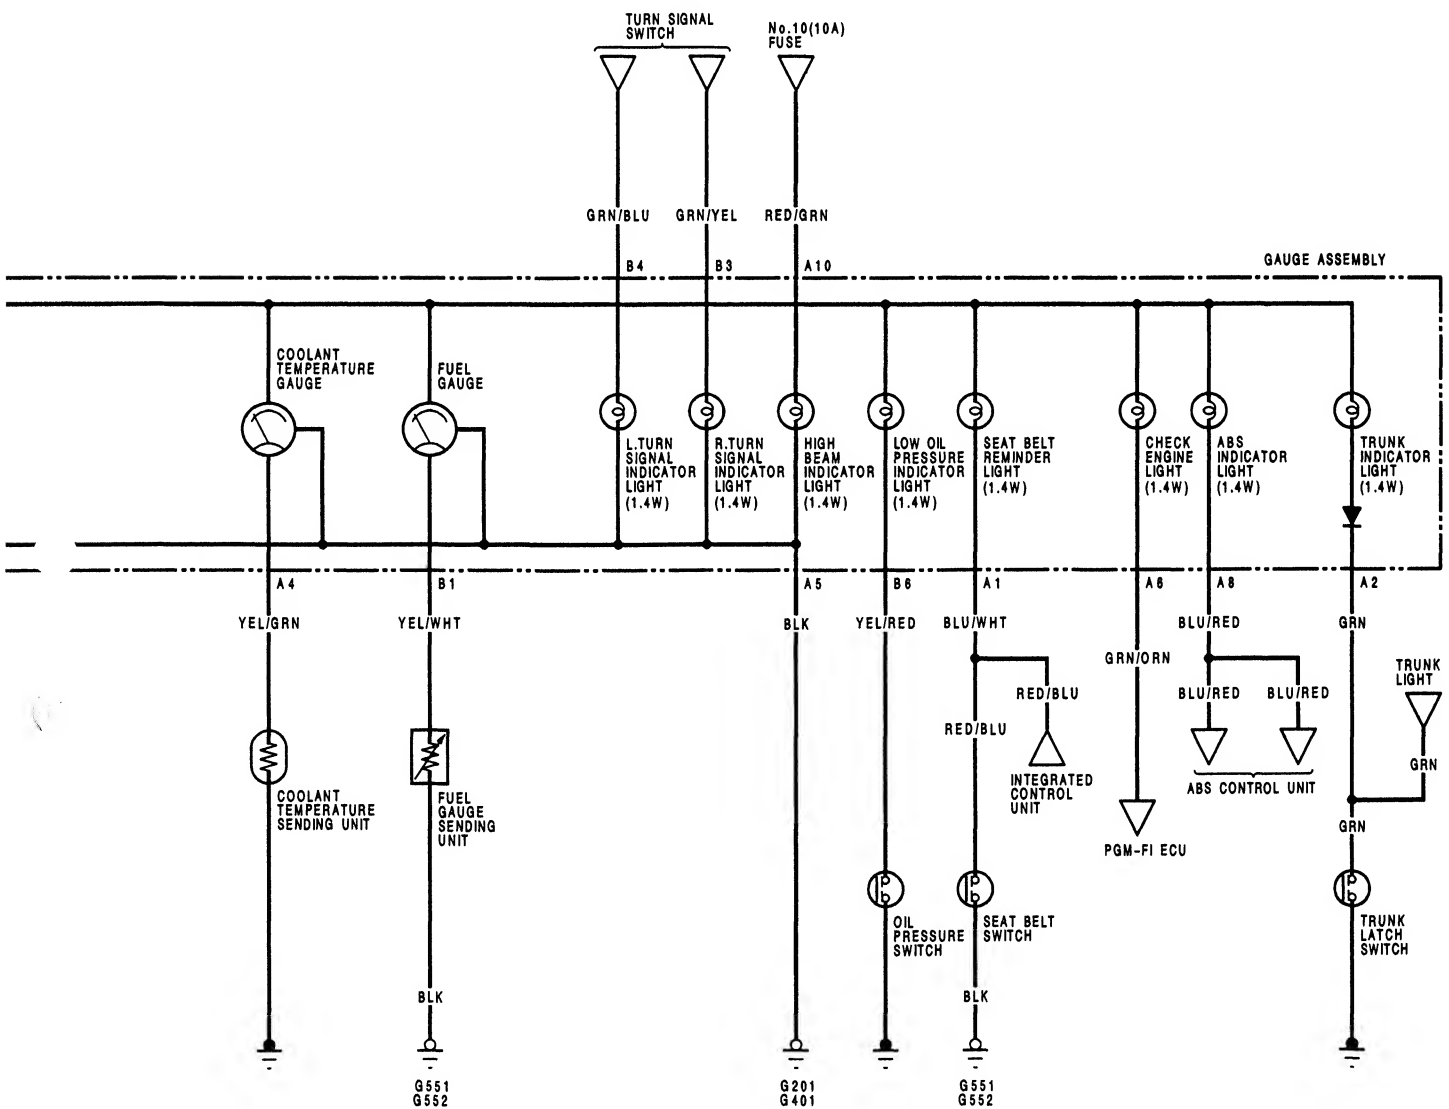 TURN SIGNAL
SWITCH
No.10(10A)
FUSE
GRN/BLU
GRN/YEL
RED/GRN
B4
B3
A10
GAUGE ASSEMBLY
COOLANT
TEMPERATURE
GAUGE
FUEL
GAUGE
L.TURN
SIGNAL
INDICATOR
LIGHT
(1.4W)
R.TURN
SIGNAL
INDICATOR
LIGHT
(1.4W)
HIGH
BEAM
INDICATOR
LIGHT
(1.4W)
LOW OIL
PRESSURE
INDICATOR
LIGHT
(1.4W)
SEAT BELT
REMINDER
LIGHT
(1.4W)
CHECK
ENGINE
LIGHT
(1.4W)
ABS
INDICATOR
LIGHT
(1.4W)
TRUNK
INDICATOR
LIGHT
(1.4W)
A4
B1
A5
B6
A1
A6
A8
A2
YEL/GRN
YEL/WHT
BLK
YEL/RED
BLU/WHT
BLU/RED
GRN
GRN/ORN
TRUNK
LIGHT
RED/BLU
BLU/RED
BLU/RED
RED/BLU
GRN
INTEGRATED
CONTROL
UNIT
ABS CONTROL UNIT
COOLANT
TEMPERATURE
SENDING UNIT
FUEL
GAUGE
SENDING
UNIT
GRN
PGM-FI ECU
OIL
PRESSURE
SWITCH
SEAT BELT
SWITCH
TRUNK
LATCH
SWITCH
BLK
BLK
G551
G552
G201
G401
G551
G552